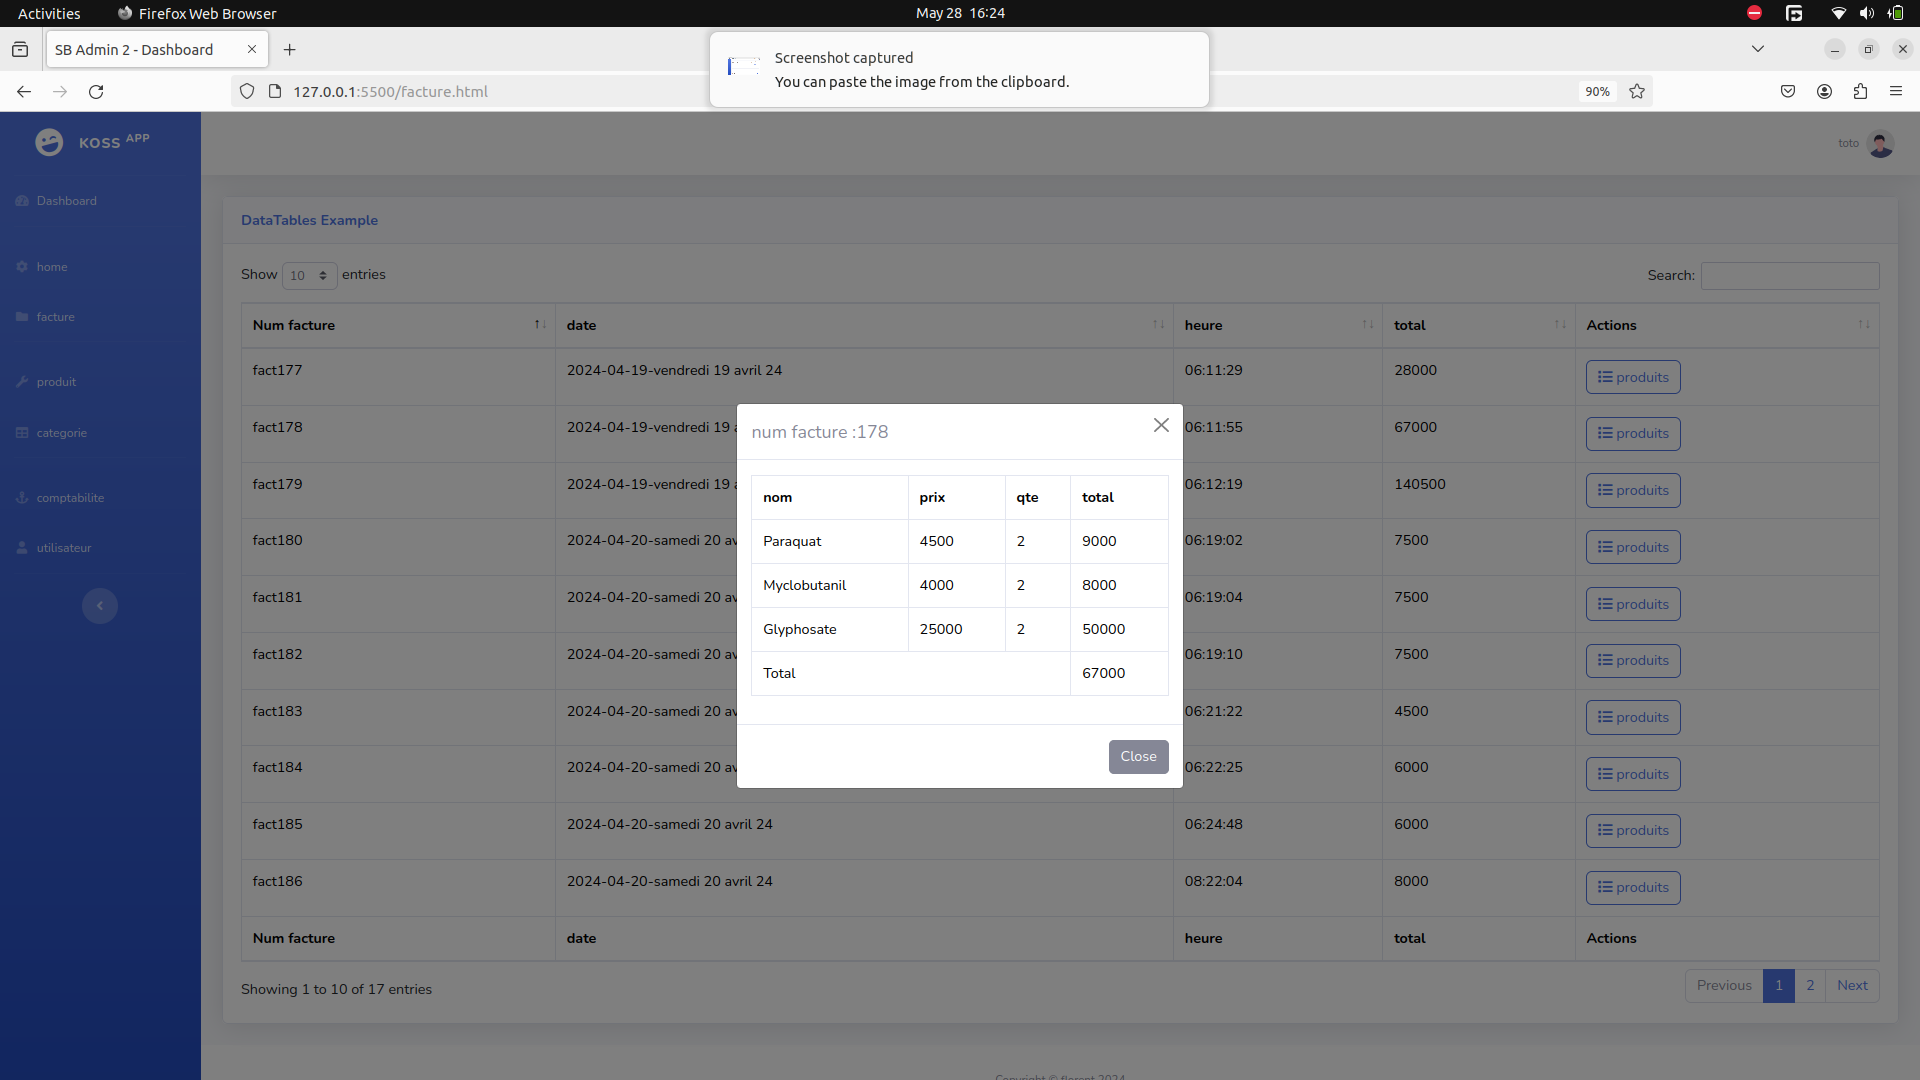 Activities Firefox Web Browser May 28 16:24
SB Admin 2 - Dashboard
Screenshot captured
You can paste the image from the clipboard.
127.0.0.1:5500/facture.html 90%
KOSS APP
toto
Dashboard
home
facture
produit
categorie
comptabilite
utilisateur
DataTables Example
Show 10 entries Search:
Num facture date heure total Actions
fact177 2024-04-19-vendredi 19 avril 24 06:11:29 28000 produits
fact178 2024-04-19-vendredi 19 06:11:55 67000 produits
fact179 2024-04-19-vendredi 19 06:12:19 140500 produits
fact180 2024-04-20-samedi 20 av 06:19:02 7500 produits
fact181 2024-04-20-samedi 20 av 06:19:04 7500 produits
fact182 2024-04-20-samedi 20 av 06:19:10 7500 produits
fact183 2024-04-20-samedi 20 av 06:21:22 4500 produits
fact184 2024-04-20-samedi 20 av 06:22:25 6000 produits
fact185 2024-04-20-samedi 20 avril 24 06:24:48 6000 produits
fact186 2024-04-20-samedi 20 avril 24 08:22:04 8000 produits
Num facture date heure total Actions
Showing 1 to 10 of 17 entries Previous 1 2 Next
num facture :178
nom prix qte total
Paraquat 4500 2 9000
Myclobutanil 4000 2 8000
Glyphosate 25000 2 50000
Total 67000
Close
Copyright © florent 2024